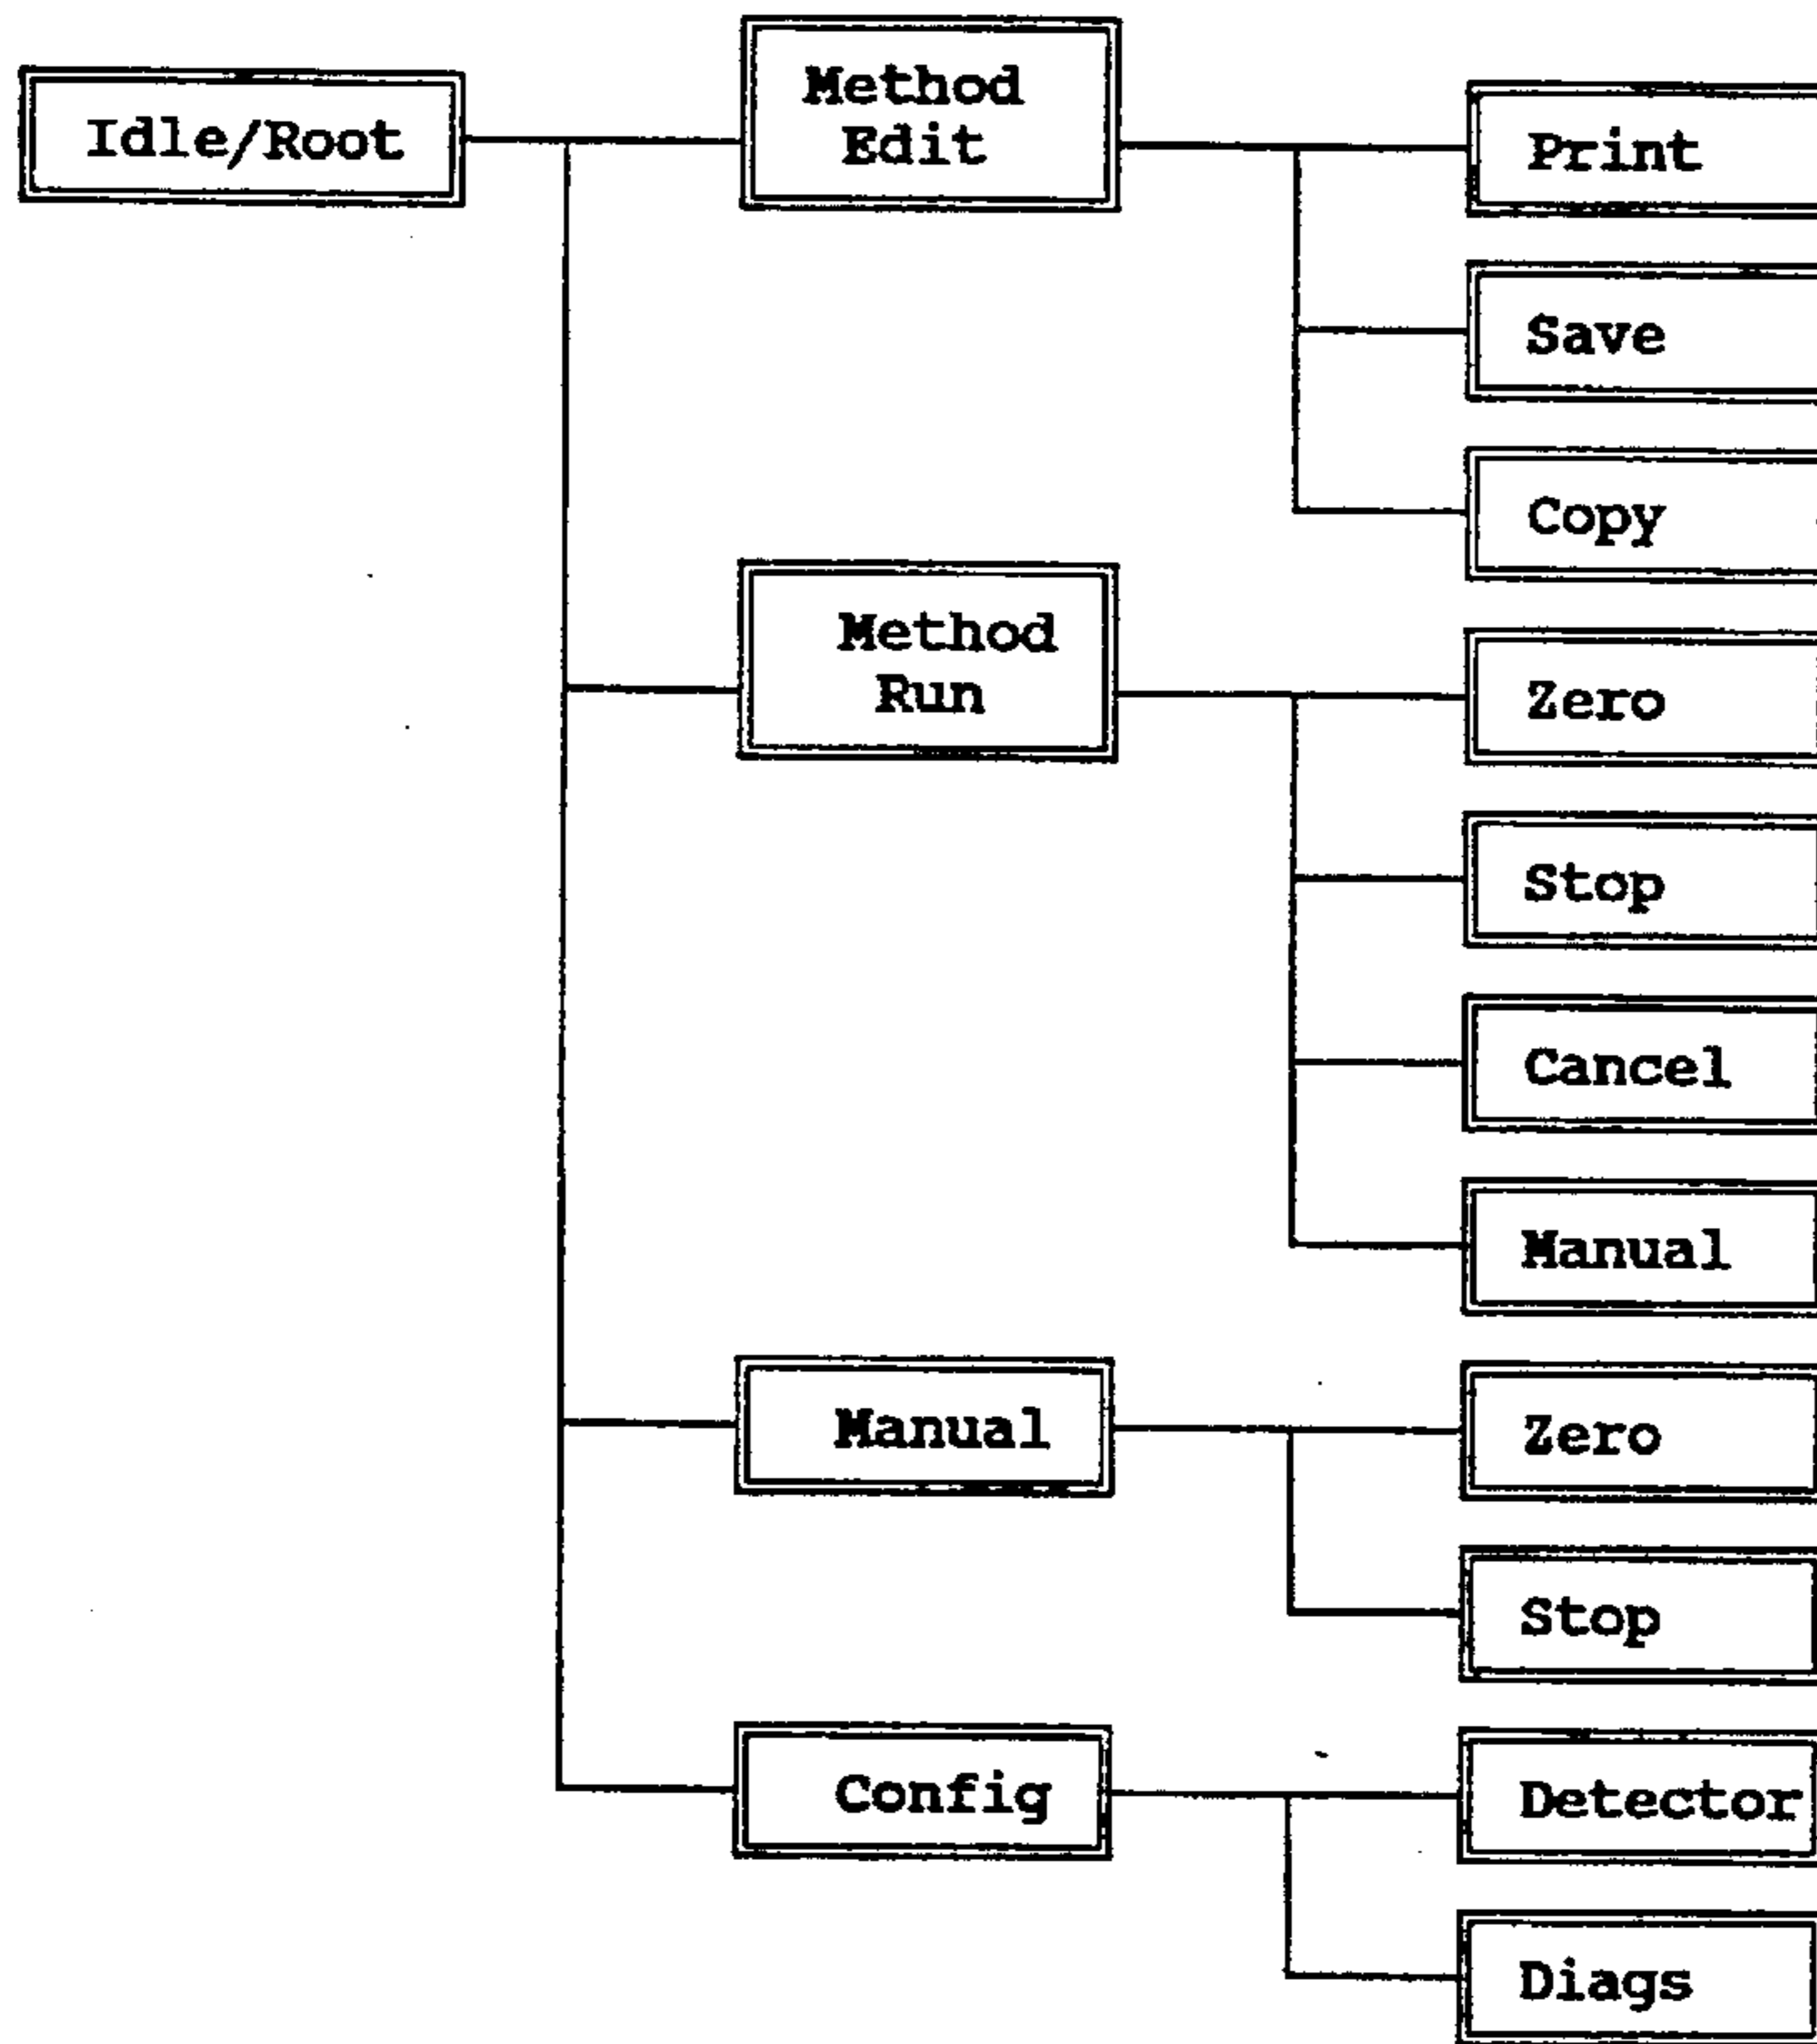 Idle/Root
Method
Edit
Print
Save
Copy
Method
Run
Zero
Stop
Cancel
Manual
Manual
Zero
Stop
Config
Detector
Diags